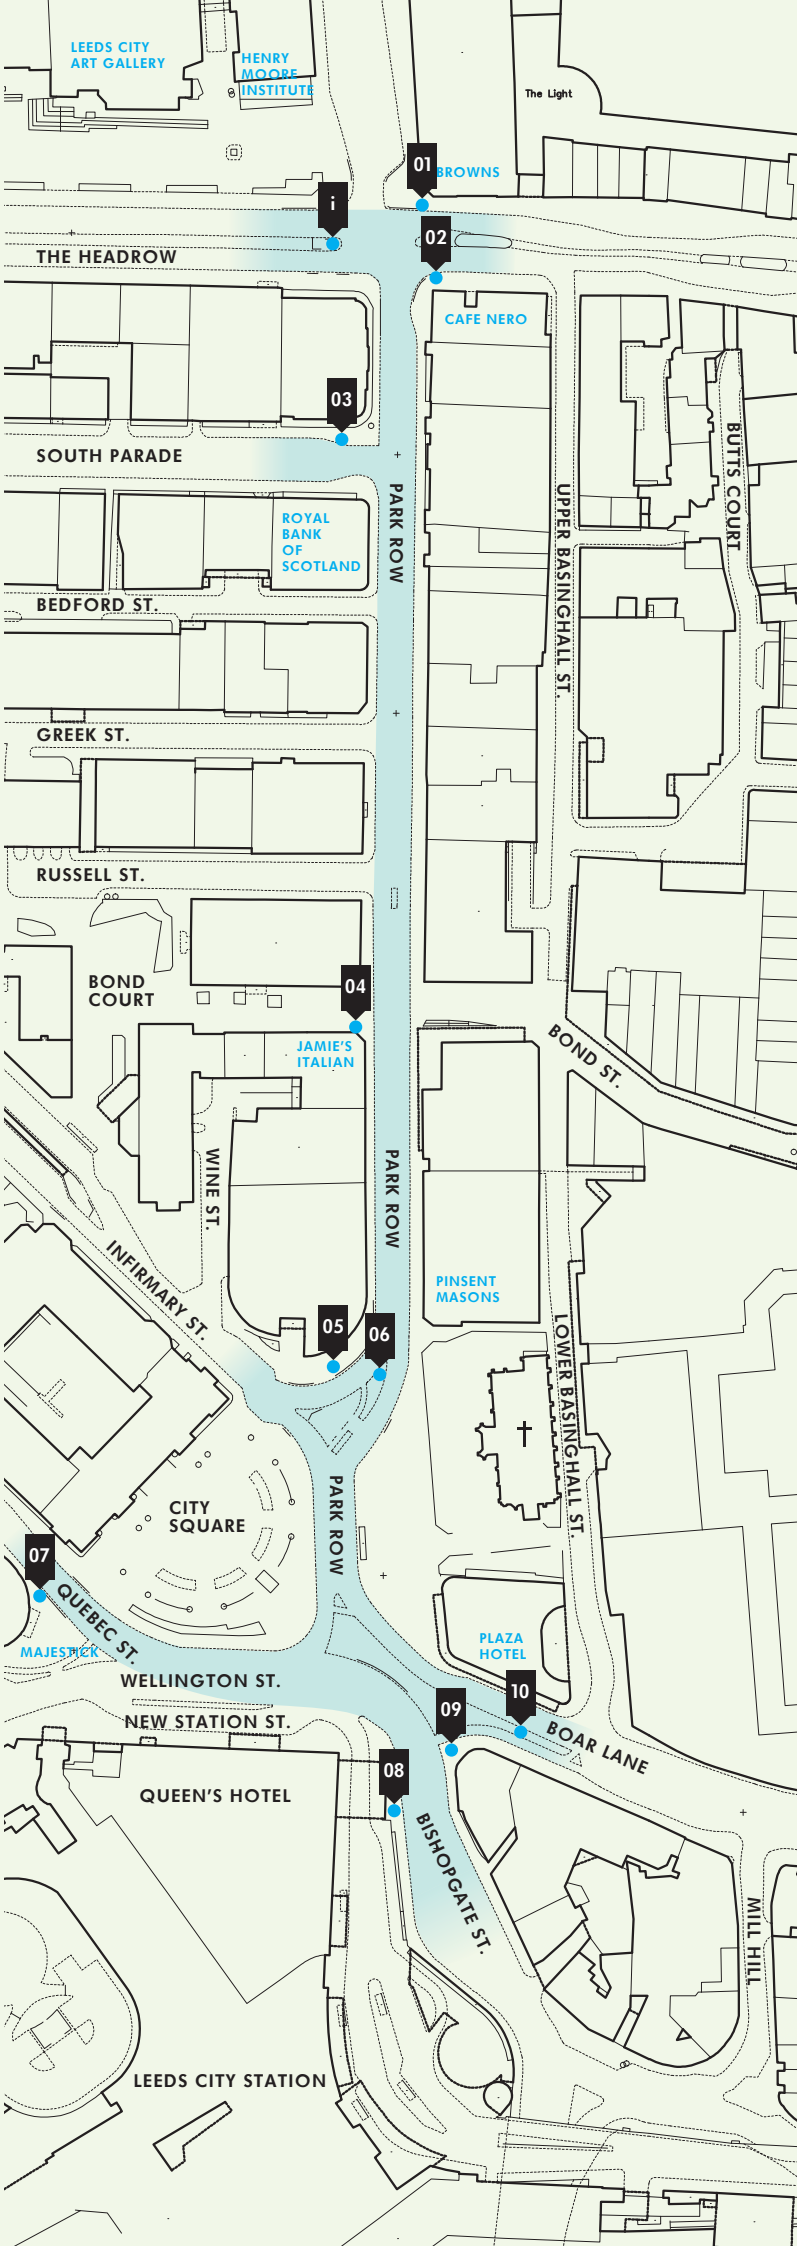 LEEDS CITY
ART GALLERY
HENRY
MOORE
INSTITUTE
The Light
01
BROWNS
i
02
THE HEADROW
CAFE NERO
03
SOUTH PARADE
BUTTS COURT
PARK ROW
UPPER BASINGHALL ST.
ROYAL
BANK
OF
SCOTLAND
BEDFORD ST.
GREEK ST.
RUSSELL ST.
BOND
COURT
04
JAMIE'S
ITALIAN
BOND ST.
WINE ST.
PARK ROW
INFIRMARY ST.
PINSENT
MASONS
05
06
LOWER BASINGHALL ST.
CITY
SQUARE
PARK ROW
07
QUEBEC ST.
MAJESTICK
PLAZA
HOTEL
WELLINGTON ST.
10
09
NEW STATION ST.
BOAR LANE
08
QUEEN'S HOTEL
BISHOPGATE ST.
MILL HILL
LEEDS CITY STATION